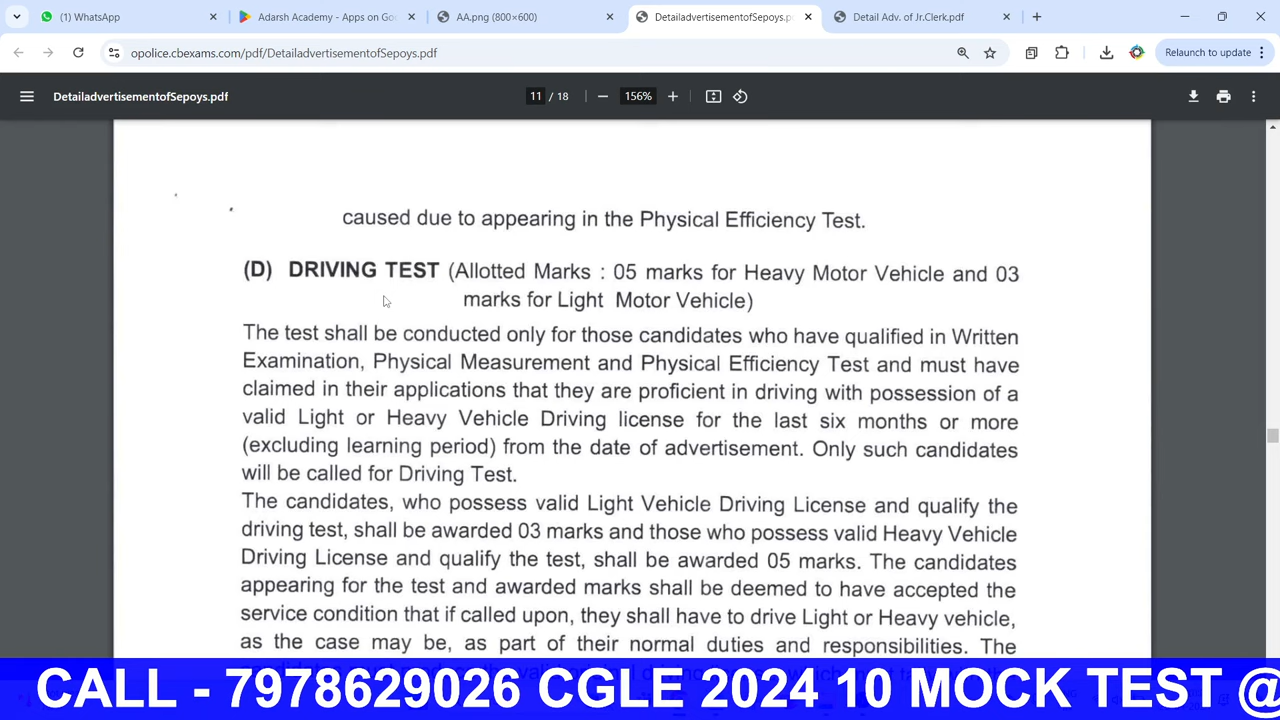 (1) WhatsApp
Adarsh Academy - Apps on Go
AA.png (800×600)
DetailadvertisementofSepoys.p
Detail Adv. of Jr.Clerk.pdf
opolice.cbexams.com/pdf/DetailadvertisementofSepoys.pdf
Relaunch to update
DetailadvertisementofSepoys.pdf
11 / 18
156%
caused due to appearing in the Physical Efficiency Test.
(D) DRIVING TEST (Allotted Marks : 05 marks for Heavy Motor Vehicle and 03
marks for Light Motor Vehicle)
The test shall be conducted only for those candidates who have qualified in Written
Examination, Physical Measurement and Physical Efficiency Test and must have
claimed in their applications that they are proficient in driving with possession of a
valid Light or Heavy Vehicle Driving license for the last six months or more
(excluding learning period) from the date of advertisement. Only such candidates
will be called for Driving Test.
The candidates, who possess valid Light Vehicle Driving License and qualify the
driving test, shall be awarded 03 marks and those who possess valid Heavy Vehicle
Driving License and qualify the test, shall be awarded 05 marks. The candidates
appearing for the test and awarded marks shall be deemed to have accepted the
service condition that if called upon, they shall have to drive Light or Heavy vehicle,
as the case may be, as part of their normal duties and responsibilities. The
CALL - 7978629026 CGLE 2024 10 MOCK TEST @